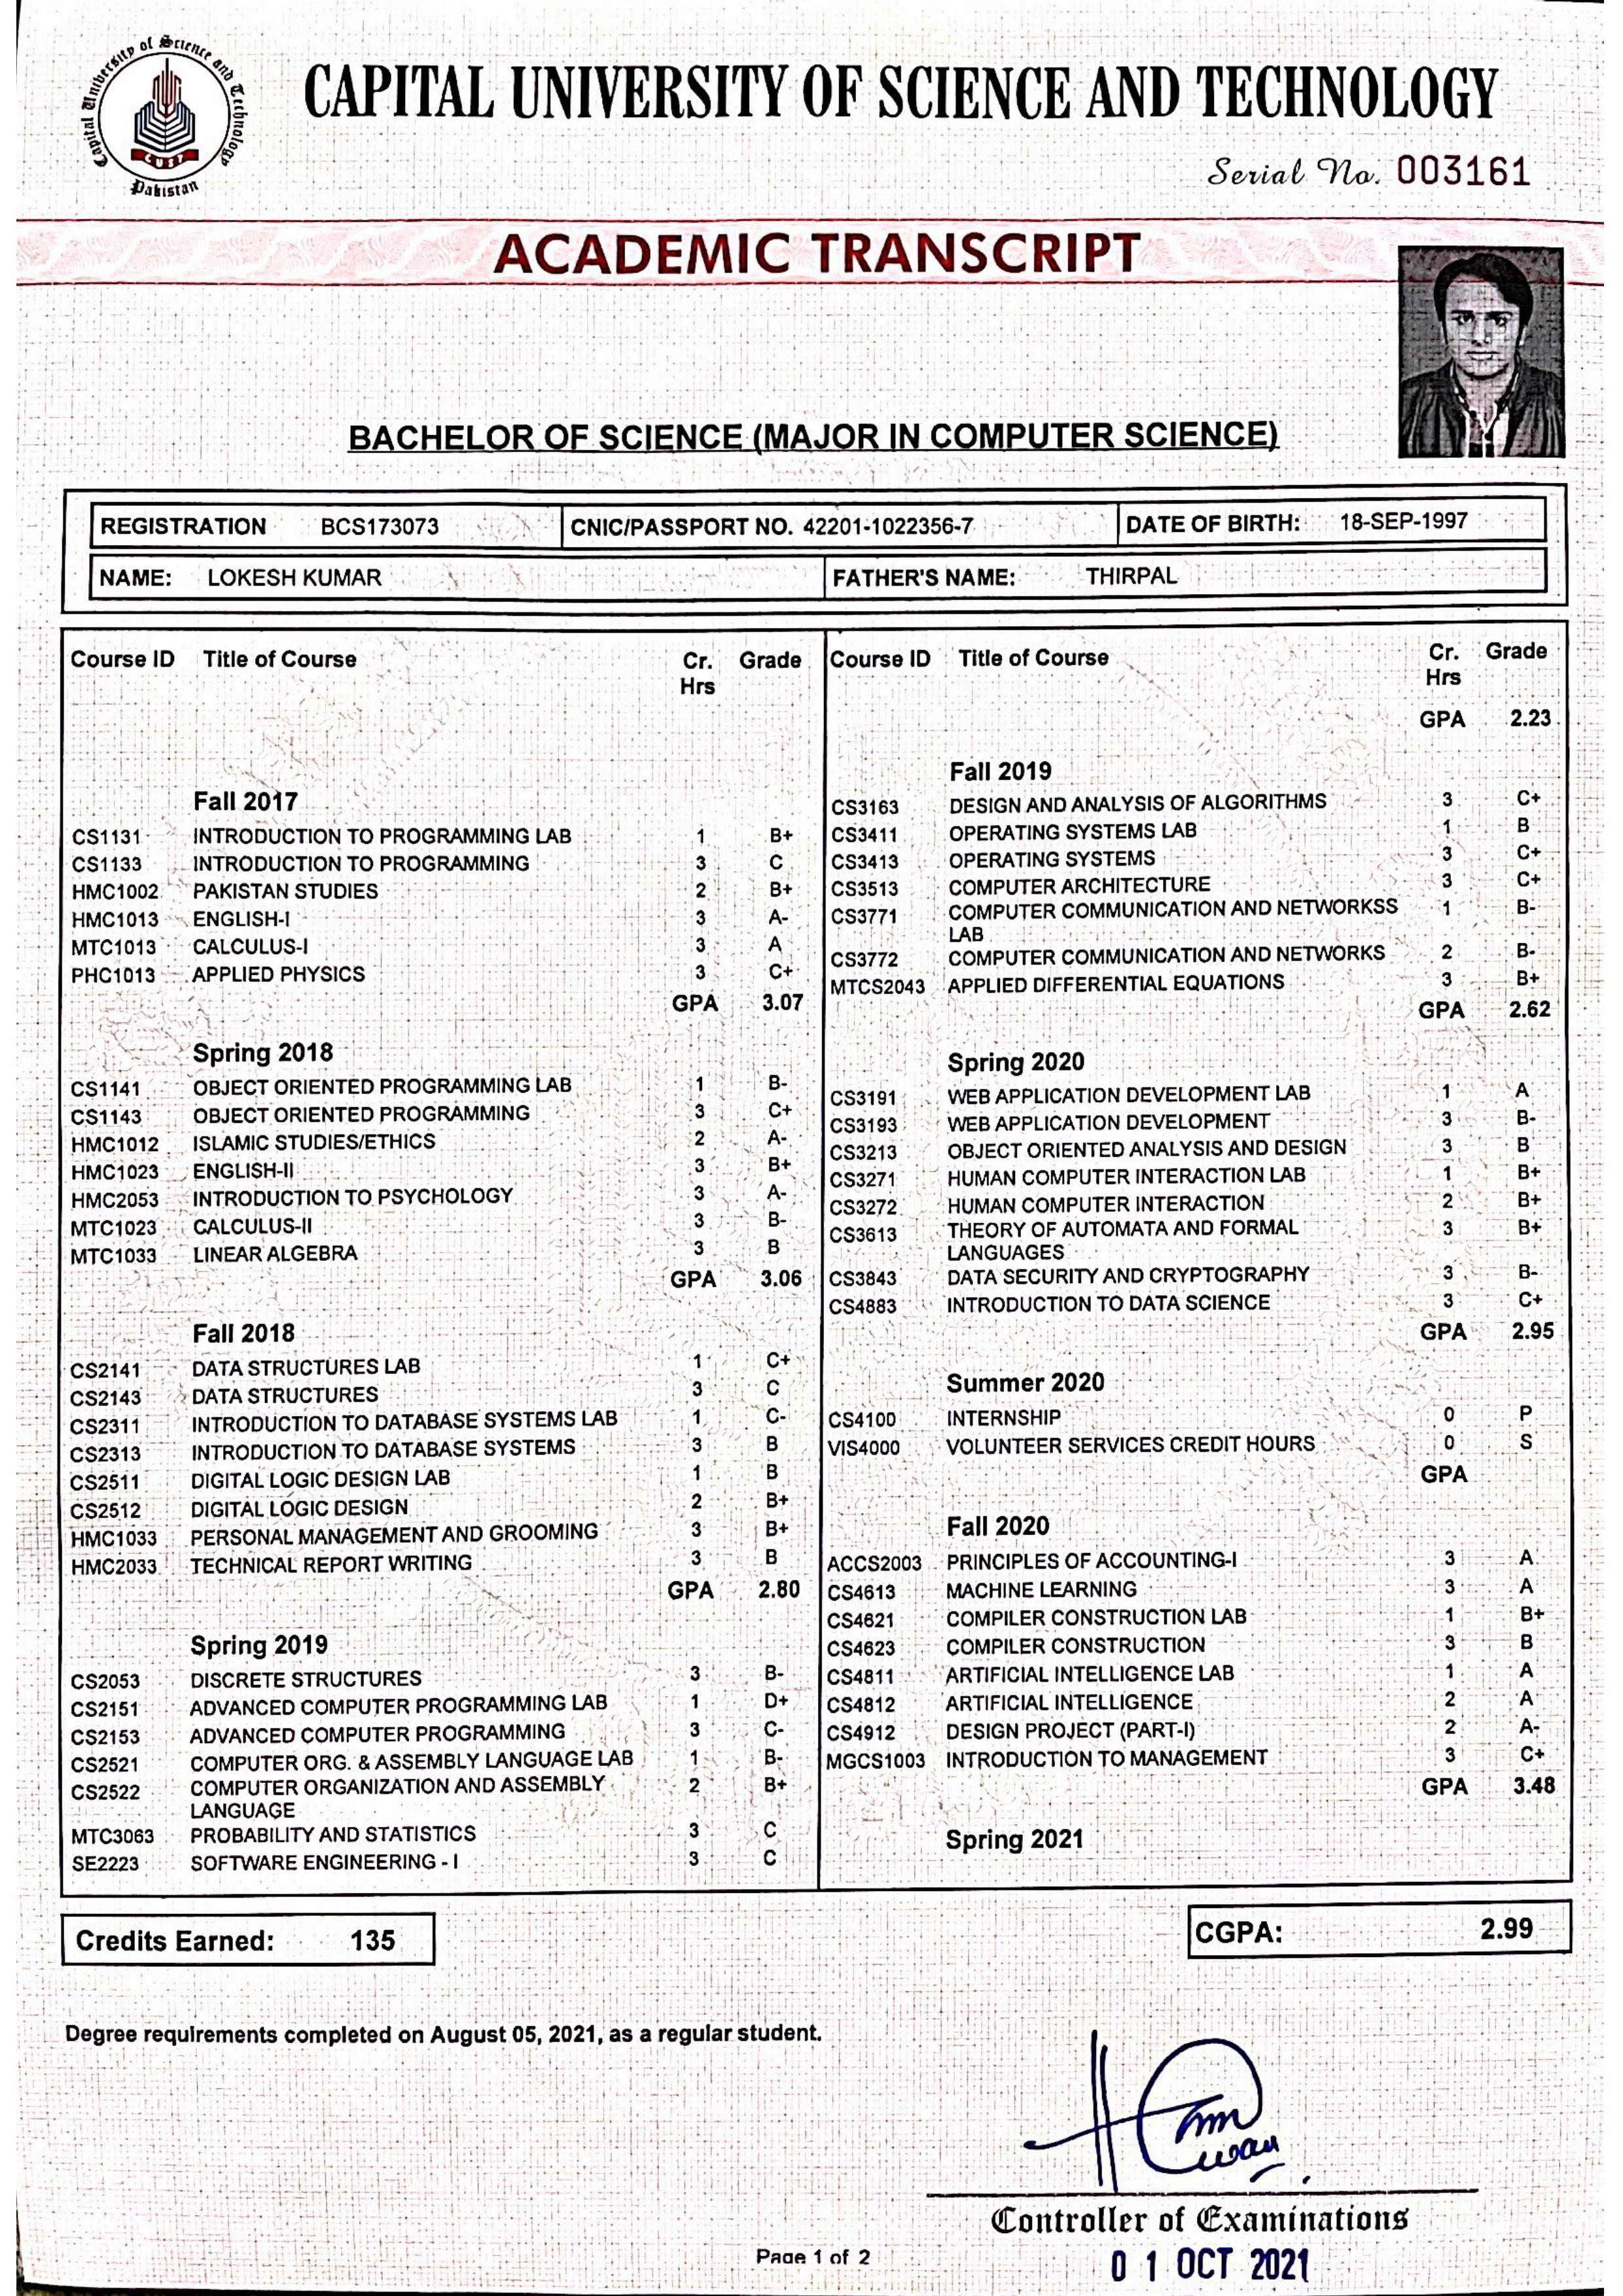 Capital University of Science and Technology
CUST
Pakistan
CAPITAL UNIVERSITY OF SCIENCE AND TECHNOLOGY
Serial No. 003161
ACADEMIC TRANSCRIPT
BACHELOR OF SCIENCE (MAJOR IN COMPUTER SCIENCE)
REGISTRATION BCS173073 CNIC/PASSPORT NO. 42201-1022356-7 DATE OF BIRTH: 18-SEP-1997
NAME: LOKESH KUMAR FATHER'S NAME: THIRPAL
Course ID Title of Course Cr. Hrs Grade
Fall 2017
CS1131 INTRODUCTION TO PROGRAMMING LAB 1 B+
CS1133 INTRODUCTION TO PROGRAMMING 3 C
HMC1002 PAKISTAN STUDIES 2 B+
HMC1013 ENGLISH-I 3 A-
MTC1013 CALCULUS-I 3 A
PHC1013 APPLIED PHYSICS 3 C+
GPA 3.07
Spring 2018
CS1141 OBJECT ORIENTED PROGRAMMING LAB 1 B-
CS1143 OBJECT ORIENTED PROGRAMMING 3 C+
HMC1012 ISLAMIC STUDIES/ETHICS 2 A-
HMC1023 ENGLISH-II 3 B+
HMC2053 INTRODUCTION TO PSYCHOLOGY 3 A-
MTC1023 CALCULUS-II 3 B-
MTC1033 LINEAR ALGEBRA 3 B
GPA 3.06
Fall 2018
CS2141 DATA STRUCTURES LAB 1 C+
CS2143 DATA STRUCTURES 3 C
CS2311 INTRODUCTION TO DATABASE SYSTEMS LAB 1 C-
CS2313 INTRODUCTION TO DATABASE SYSTEMS 3 B
CS2511 DIGITAL LOGIC DESIGN LAB 1 B
CS2512 DIGITAL LOGIC DESIGN 2 B+
HMC1033 PERSONAL MANAGEMENT AND GROOMING 3 B+
HMC2033 TECHNICAL REPORT WRITING 3 B
GPA 2.80
Spring 2019
CS2053 DISCRETE STRUCTURES 3 B-
CS2151 ADVANCED COMPUTER PROGRAMMING LAB 1 D+
CS2153 ADVANCED COMPUTER PROGRAMMING 3 C-
CS2521 COMPUTER ORG. & ASSEMBLY LANGUAGE LAB 1 B-
CS2522 COMPUTER ORGANIZATION AND ASSEMBLY 2 B+
LANGUAGE
MTC3063 PROBABILITY AND STATISTICS 3 C
SE2223 SOFTWARE ENGINEERING - I 3 C
Course ID Title of Course Cr. Hrs Grade
GPA 2.23
Fall 2019
CS3163 DESIGN AND ANALYSIS OF ALGORITHMS 3 C+
CS3411 OPERATING SYSTEMS LAB 1 B
CS3413 OPERATING SYSTEMS 3 C+
CS3513 COMPUTER ARCHITECTURE 3 C+
CS3771 COMPUTER COMMUNICATION AND NETWORKSS 1 B-
LAB
CS3772 COMPUTER COMMUNICATION AND NETWORKS 2 B-
MTCS2043 APPLIED DIFFERENTIAL EQUATIONS 3 B+
GPA 2.62
Spring 2020
CS3191 WEB APPLICATION DEVELOPMENT LAB 1 A
CS3193 WEB APPLICATION DEVELOPMENT 3 B-
CS3213 OBJECT ORIENTED ANALYSIS AND DESIGN 3 B
CS3271 HUMAN COMPUTER INTERACTION LAB 1 B+
CS3272 HUMAN COMPUTER INTERACTION 2 B+
CS3613 THEORY OF AUTOMATA AND FORMAL 3 B+
LANGUAGES
CS3843 DATA SECURITY AND CRYPTOGRAPHY 3 B-
CS4883 INTRODUCTION TO DATA SCIENCE 3 C+
GPA 2.95
Summer 2020
CS4100 INTERNSHIP 0 P
VIS4000 VOLUNTEER SERVICES CREDIT HOURS 0 S
GPA
Fall 2020
ACCS2003 PRINCIPLES OF ACCOUNTING-I 3 A
CS4613 MACHINE LEARNING 3 A
CS4621 COMPILER CONSTRUCTION LAB 1 B+
CS4623 COMPILER CONSTRUCTION 3 B
CS4811 ARTIFICIAL INTELLIGENCE LAB 1 A
CS4812 ARTIFICIAL INTELLIGENCE 2 A
CS4912 DESIGN PROJECT (PART-I) 2 A-
MGCS1003 INTRODUCTION TO MANAGEMENT 3 C+
GPA 3.48
Spring 2021
Credits Earned: 135 CGPA: 2.99
Degree requirements completed on August 05, 2021, as a regular student.
Controller of Examinations
Page 1 of 2
0 1 OCT 2021